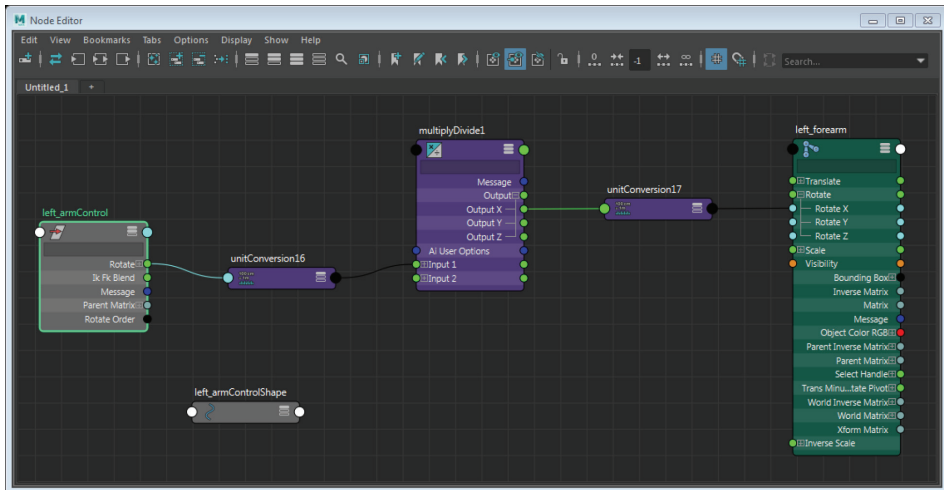 Node Editor
Edit View Bookmarks Tabs Options Display Show Help
0
-1
Search...
Untitled_1 +
left_armControl
Rotate
Ik Fk Blend
Message
Parent Matrix
Rotate Order
unitConversion16
left_armControlShape
multiplyDivide1
Message
Output
Output X
Output Y
Output Z
Ai User Options
Input 1
Input 2
unitConversion17
left_forearm
Translate
Rotate
Rotate X
Rotate Y
Rotate Z
Scale
Visibility
Bounding Box
Inverse Matrix
Matrix
Message
Object Color RGB
Parent Inverse Matrix
Parent Matrix
Select Handle
Trans Minu...tate Pivot
World Inverse Matrix
World Matrix
Xform Matrix
Inverse Scale